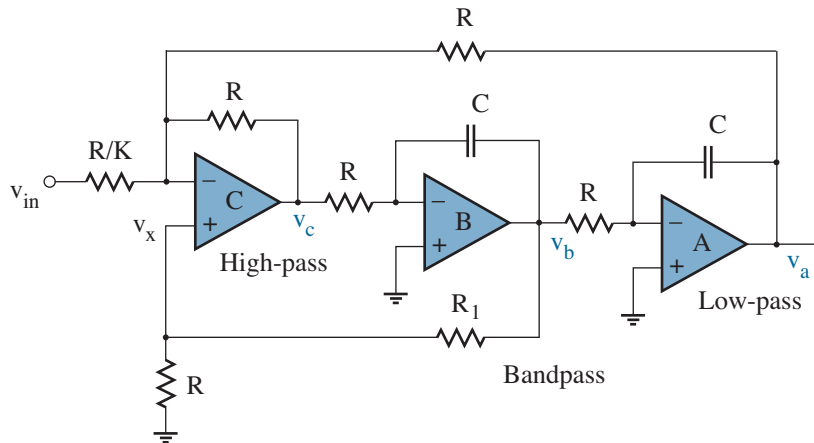 R
R
C
C
R/K
R
R
v_in
−
C
−
B
−
A
+
+
+
v_x
v_c
v_b
v_a
High-pass
Low-pass
R_1
Bandpass
R